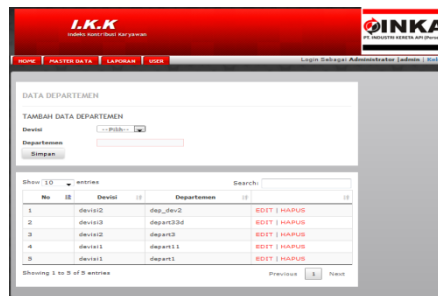 I.K.K
Indeks Kontribusi Karyawan
INKA
PT. INDUSTRI KERETA API (Perse
HOME MASTER DATA LAPORAN USER
Login Sebagai Administrator [admin | Kel
DATA DEPARTEMEN
TAMBAH DATA DEPARTEMEN
Devisi --Pilih--
Departemen
Simpan
Show 10 entries Search:
No Devisi Departemen
1 devisi2 dep_dev2 EDIT | HAPUS
2 devisi3 depart33d EDIT | HAPUS
3 devisi2 depart3 EDIT | HAPUS
4 devisi1 depart11 EDIT | HAPUS
5 devisi1 depart1 EDIT | HAPUS
Showing 1 to 5 of 5 entries Previous 1 Next